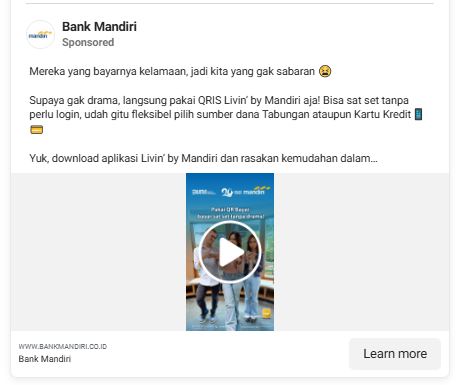 Bank Mandiri
Sponsored
mandiri
Mereka yang bayarnya kelamaan, jadi kita yang gak sabaran 😫
Supaya gak drama, langsung pakai QRIS Livin' by Mandiri aja! Bisa sat set tanpa
perlu login, udah gitu fleksibel pilih sumber dana Tabungan ataupun Kartu Kredit 📱
💳
Yuk, download aplikasi Livin' by Mandiri dan rasakan kemudahan dalam...
mandiri
Pakai QR Bayar
bayar sat set tanpa drama!
WWW.BANKMANDIRI.CO.ID
Bank Mandiri
Learn more